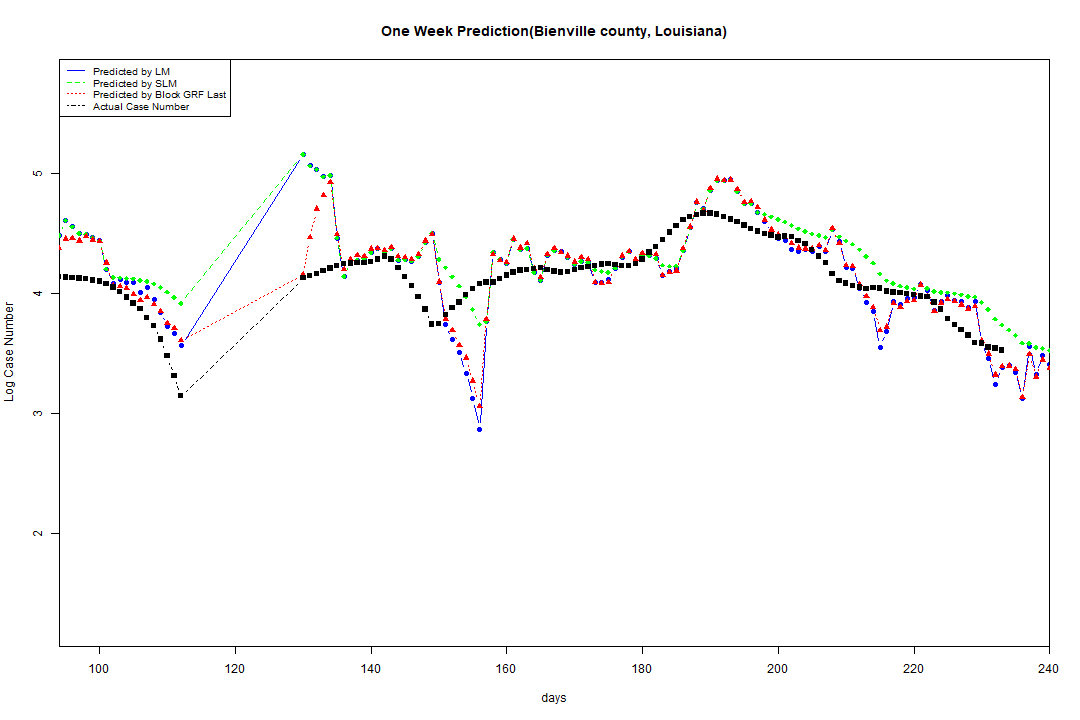 One Week Prediction(Bienville county, Louisiana)
Predicted by LM
Predicted by SLM
Predicted by Block GRF Last
Actual Case Number
5
4
3
2
Log Case Number
100 120 140 160 180 200 220 240
days